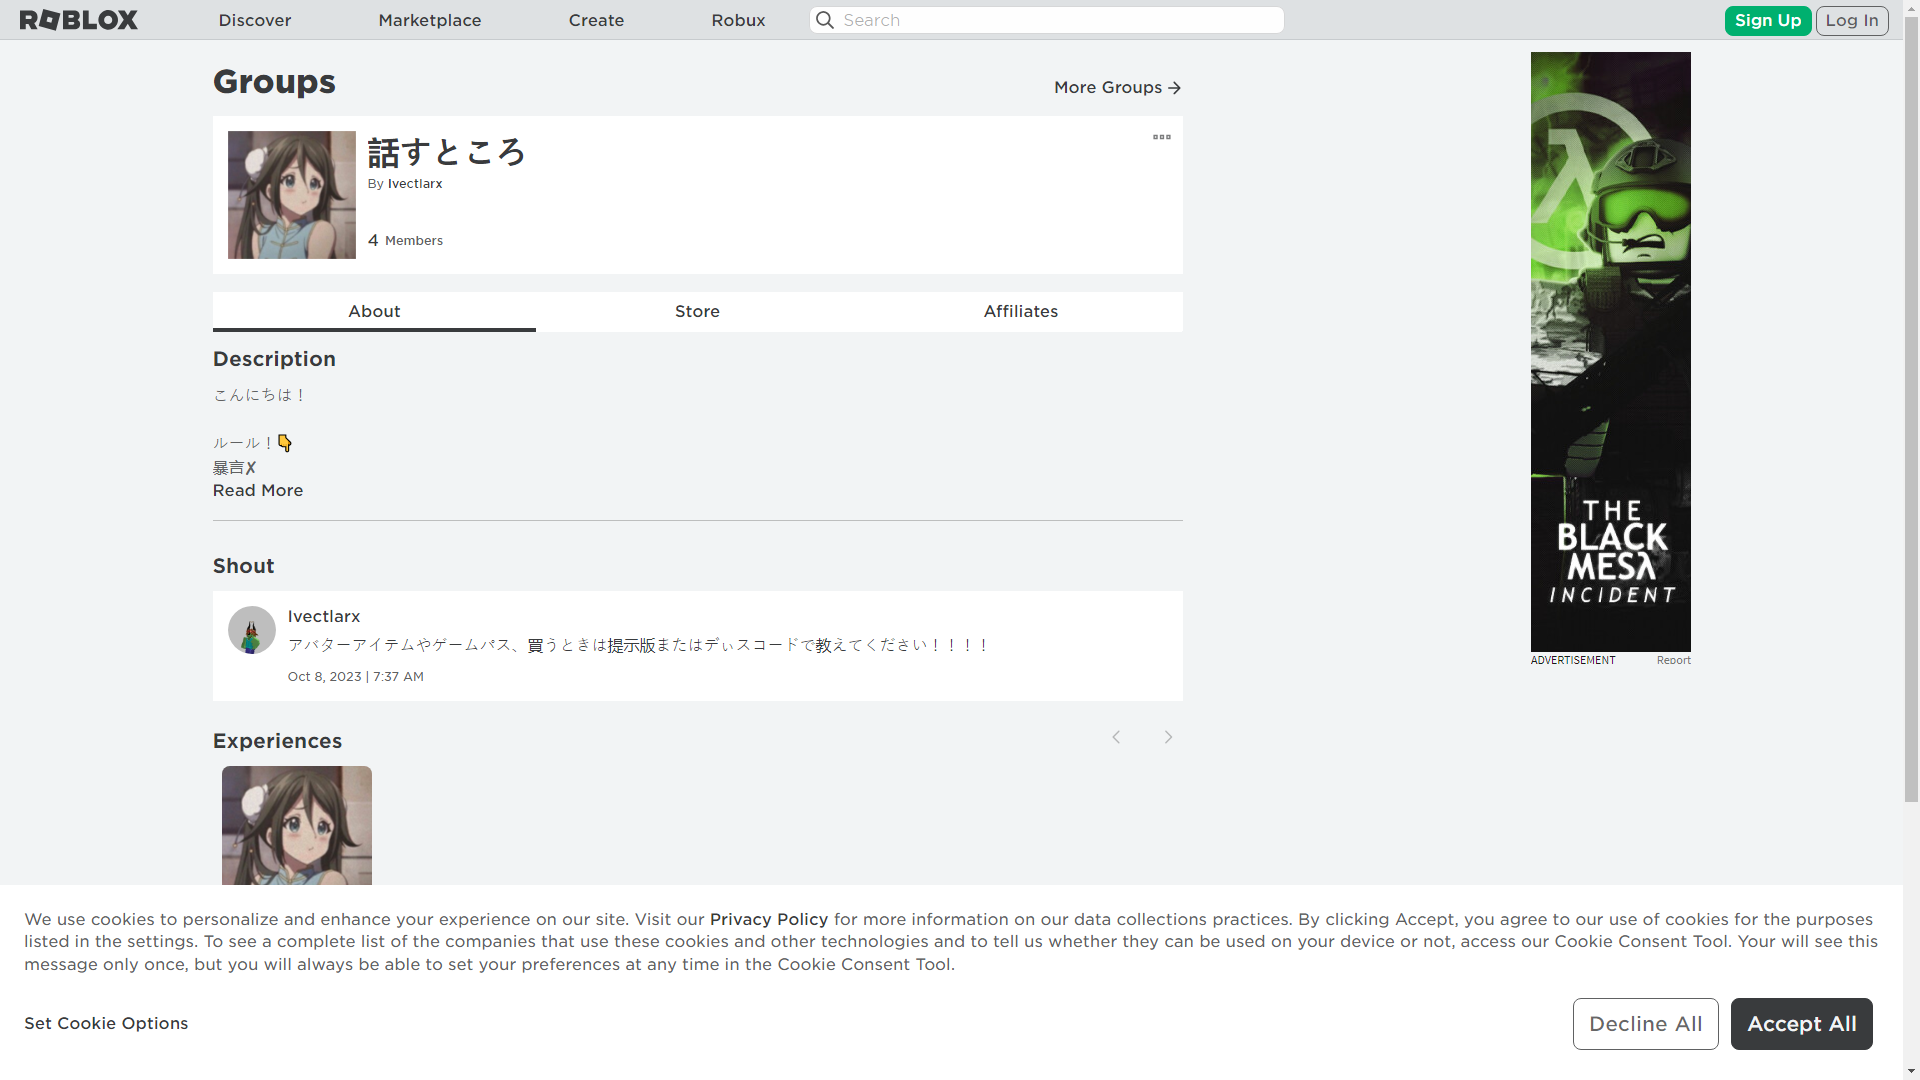 ROBLOX
Discover
Marketplace
Create
Robux
Search
Sign Up
Log In
Groups
More Groups
話すところ
By Ivectlarx
4 Members
About
Store
Affiliates
Description
こんにちは！
ルール！👇
暴言✗
Read More
Shout
Ivectlarx
アバターアイテムやゲームパス、買うときは提示版またはディスコードで教えてください！！！！
Oct 8, 2023 | 7:37 AM
Experiences
THE
BLACK
MESλ
INCIDENT
ADVERTISEMENT
Report
We use cookies to personalize and enhance your experience on our site. Visit our Privacy Policy for more information on our data collections practices. By clicking Accept, you agree to our use of cookies for the purposes
listed in the settings. To see a complete list of the companies that use these cookies and other technologies and to tell us whether they can be used on your device or not, access our Cookie Consent Tool. Your will see this
message only once, but you will always be able to set your preferences at any time in the Cookie Consent Tool.
Set Cookie Options
Decline All
Accept All